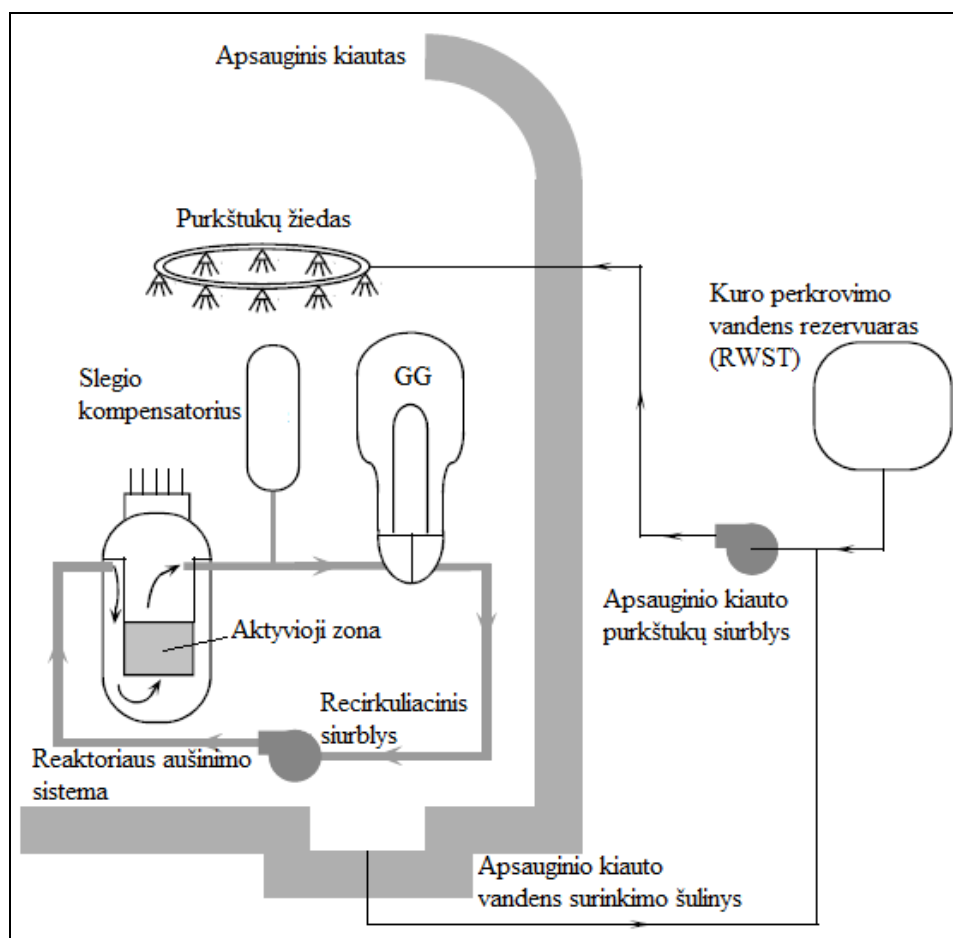 Apsauginis kiautas
Purkštukų žiedas
Kuro perkrovimo
vandens rezervuaras
(RWST)
Slegio
kompensatorius
GG
Apsauginio kiauto
purkštukų siurblys
Aktyvioji zona
Recirkuliacinis
siurblys
Reaktoriaus aušinimo
sistema
Apsauginio kiauto
vandens surinkimo šulinys